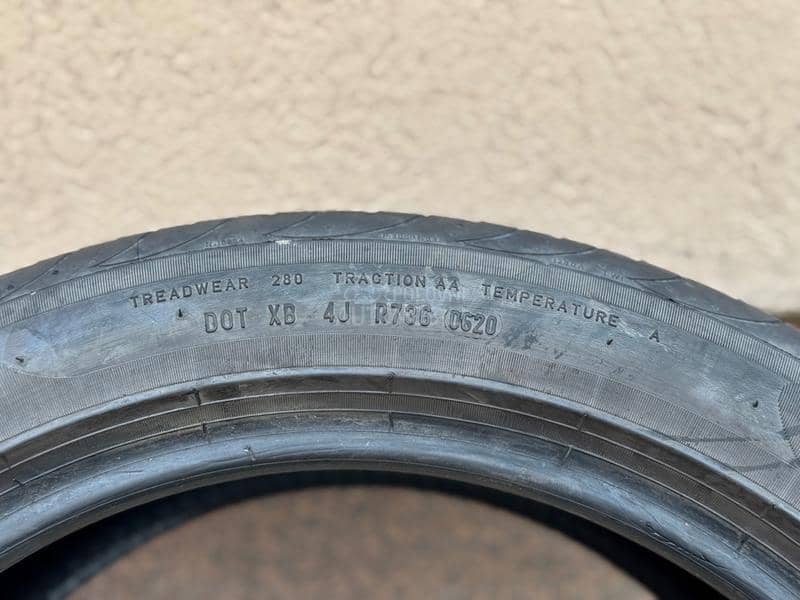 TREADWEAR 280 TRACTION AA TEMPERATURE A
DOT XB 4J R736 0620